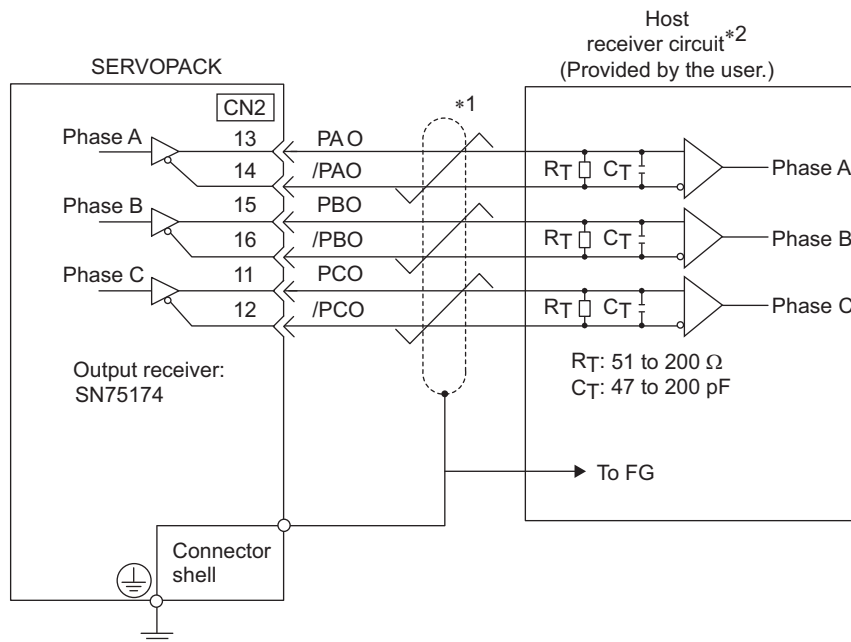 Host
receiver circuit*2
(Provided by the user.)
SERVOPACK
CN2
*1
Phase A
13
PAO
14
/PAO
RT
CT
Phase A
Phase B
15
PBO
16
/PBO
RT
CT
Phase B
Phase C
11
PCO
12
/PCO
RT
CT
Phase C
Output receiver:
SN75174
RT: 51 to 200 Ω
CT: 47 to 200 pF
To FG
Connector
shell